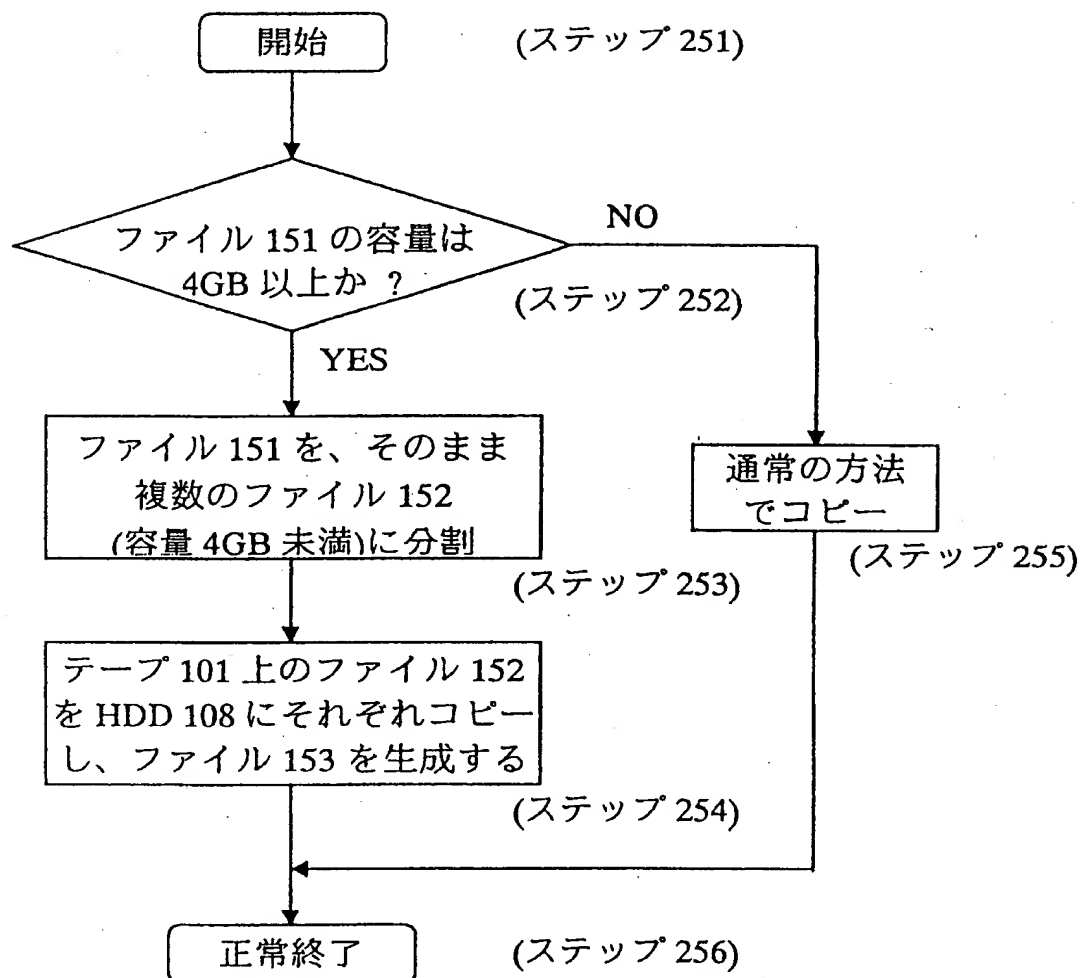 開始
(ステップ 251)
ファイル 151 の容量は
4GB 以上か ?
NO
(ステップ 252)
YES
ファイル 151 を、そのまま
複数のファイル 152
(容量 4GB 未満)に分割
(ステップ 253)
通常の方法
でコピー
(ステップ 255)
テープ 101 上のファイル 152
を HDD 108 にそれぞれコピー
し、ファイル 153 を生成する
(ステップ 254)
正常終了
(ステップ 256)